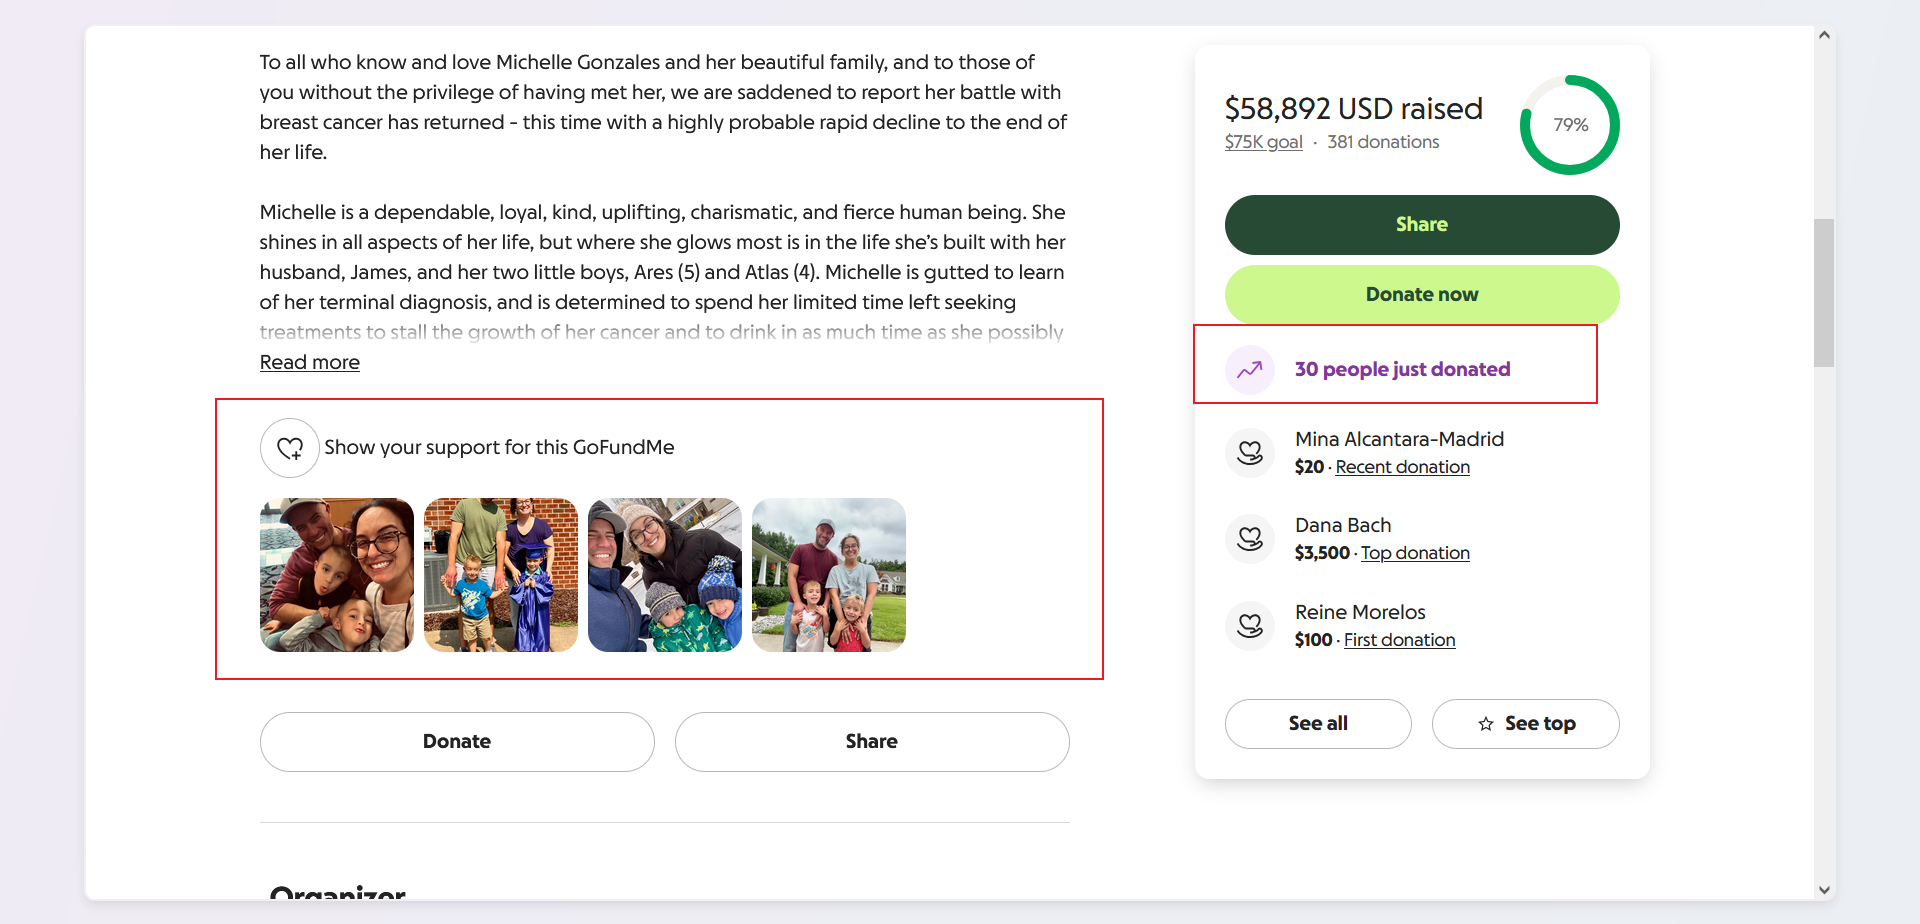 To all who know and love Michelle Gonzales and her beautiful family, and to those of
you without the privilege of having met her, we are saddened to report her battle with
breast cancer has returned - this time with a highly probable rapid decline to the end of
her life.
Michelle is a dependable, loyal, kind, uplifting, charismatic, and fierce human being. She
shines in all aspects of her life, but where she glows most is in the life she’s built with her
husband, James, and her two little boys, Ares (5) and Atlas (4). Michelle is gutted to learn
of her terminal diagnosis, and is determined to spend her limited time left seeking
treatments to stall the growth of her cancer and to drink in as much time as she possibly
Read more
Show your support for this GoFundMe
Donate
Share
Organizer
$58,892 USD raised
$75K goal · 381 donations
79%
Share
Donate now
30 people just donated
Mina Alcantara-Madrid
$20 · Recent donation
Dana Bach
$3,500 · Top donation
Reine Morelos
$100 · First donation
See all
See top